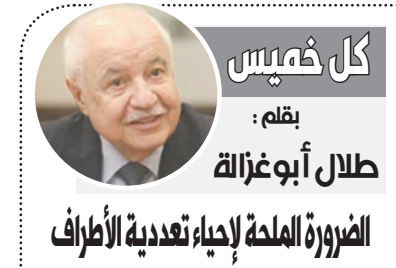 كل خميس
بقلم :
طلال أبوغزالة
الضرورة الملحة لإحياء تعددية الأطراف